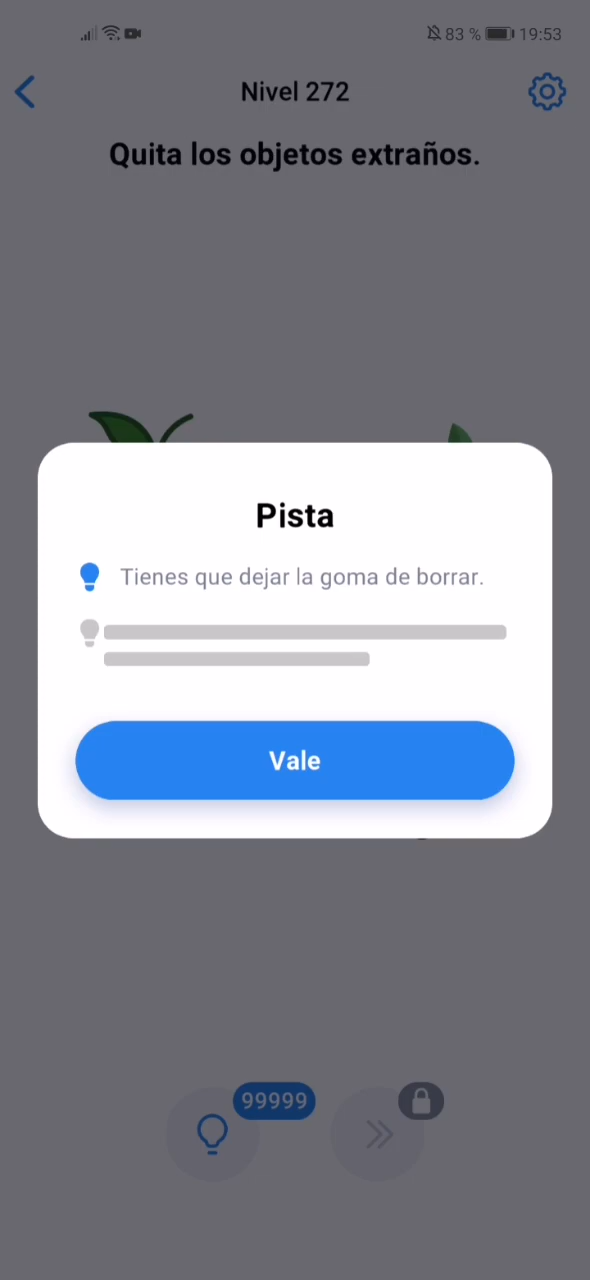 83 % 19:53
Nivel 272
Quita los objetos extraños.
Pista
Tienes que dejar la goma de borrar.
Vale
99999